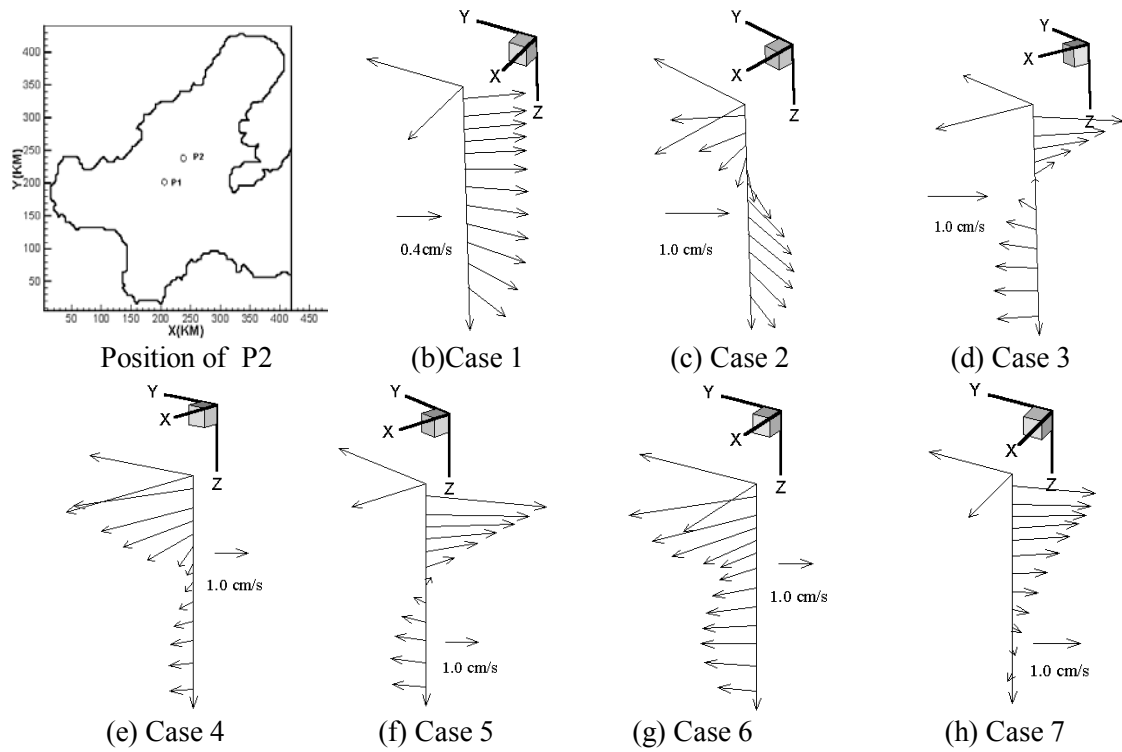 400
350
300
250
200
150
100
50
Y(KM)
P2
P1
50 100 150 200 250 300 350 400 450
X(KM)
Position of P2
Y
X
Z
0.4cm/s
(b)Case 1
Y
X
Z
1.0 cm/s
(c) Case 2
Y
X
Z
1.0 cm/s
(d) Case 3
Y
X
Z
1.0 cm/s
(e) Case 4
Y
X
Z
1.0 cm/s
(f) Case 5
Y
X
Z
1.0 cm/s
(g) Case 6
Y
X
Z
1.0 cm/s
(h) Case 7